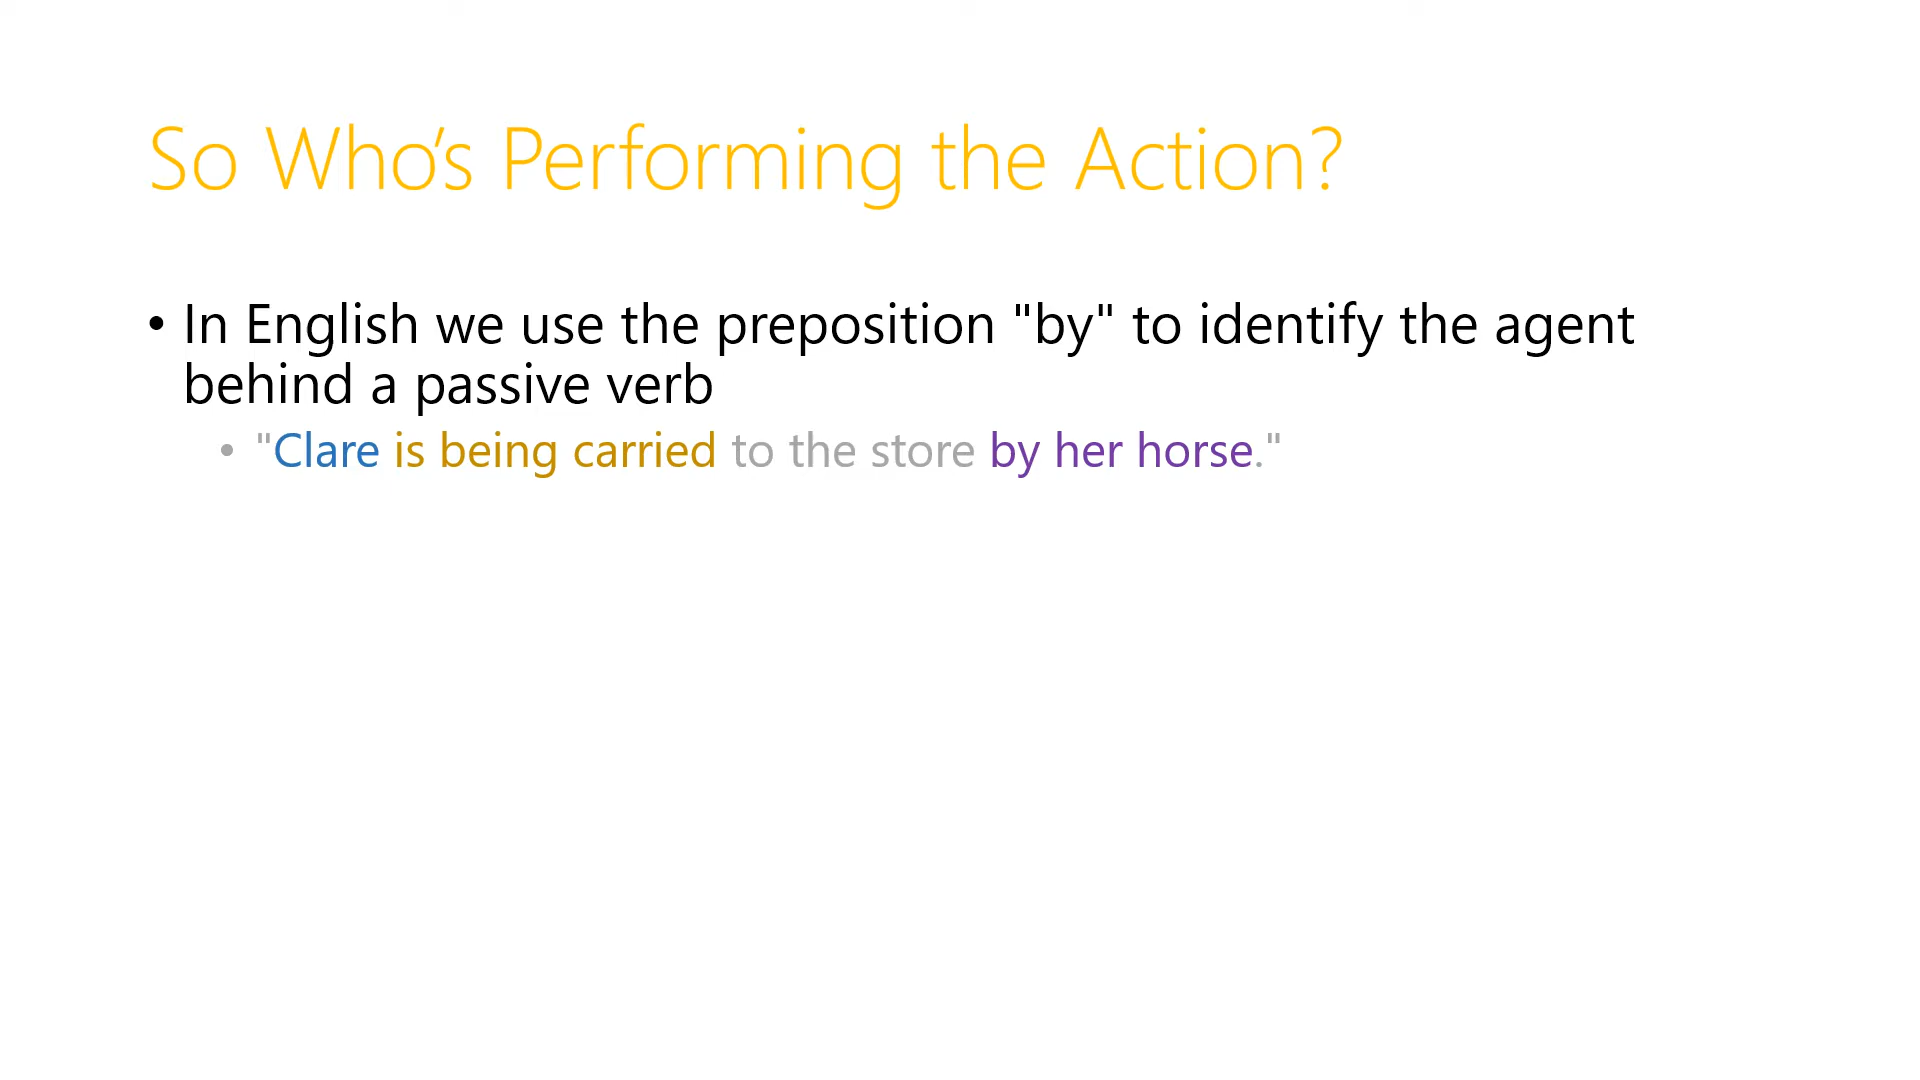 So Who's Performing the Action?
• In English we use the preposition "by" to identify the agent
behind a passive verb
• "Clare is being carried to the store by her horse."